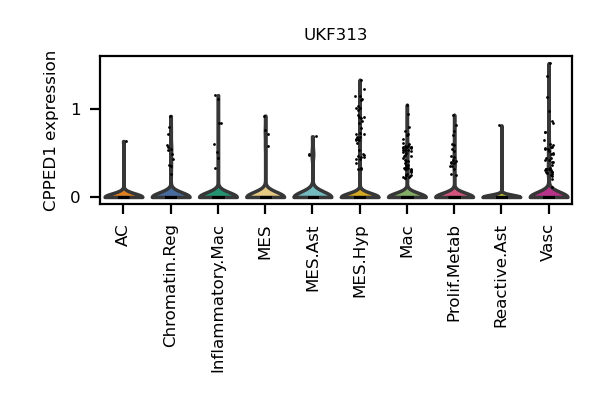 UKF313
CPPED1 expression
1
0
AC
Chromatin.Reg
Inflammatory.Mac
MES
MES.Ast
MES.Hyp
Mac
Prolif.Metab
Reactive.Ast
Vasc